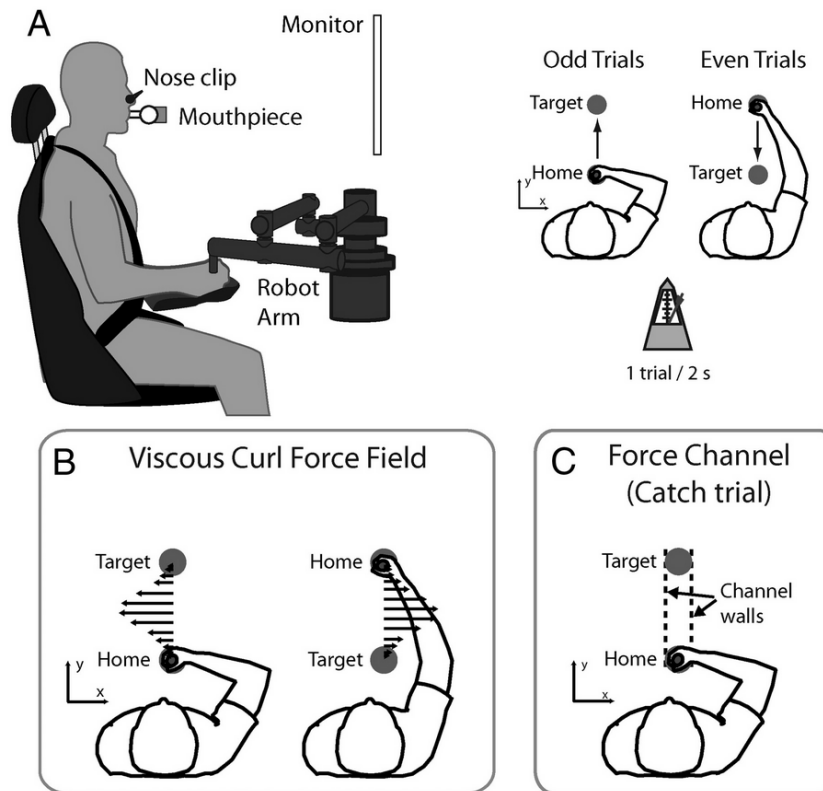 A
Monitor
Nose clip
Mouthpiece
Robot
Arm
Odd Trials
Target
Home
y
x
Even Trials
Home
Target
1 trial / 2 s
B
Viscous Curl Force Field
Target
Home
y
x
Home
Target
C
Force Channel
(Catch trial)
Target
Channel
walls
Home
y
x